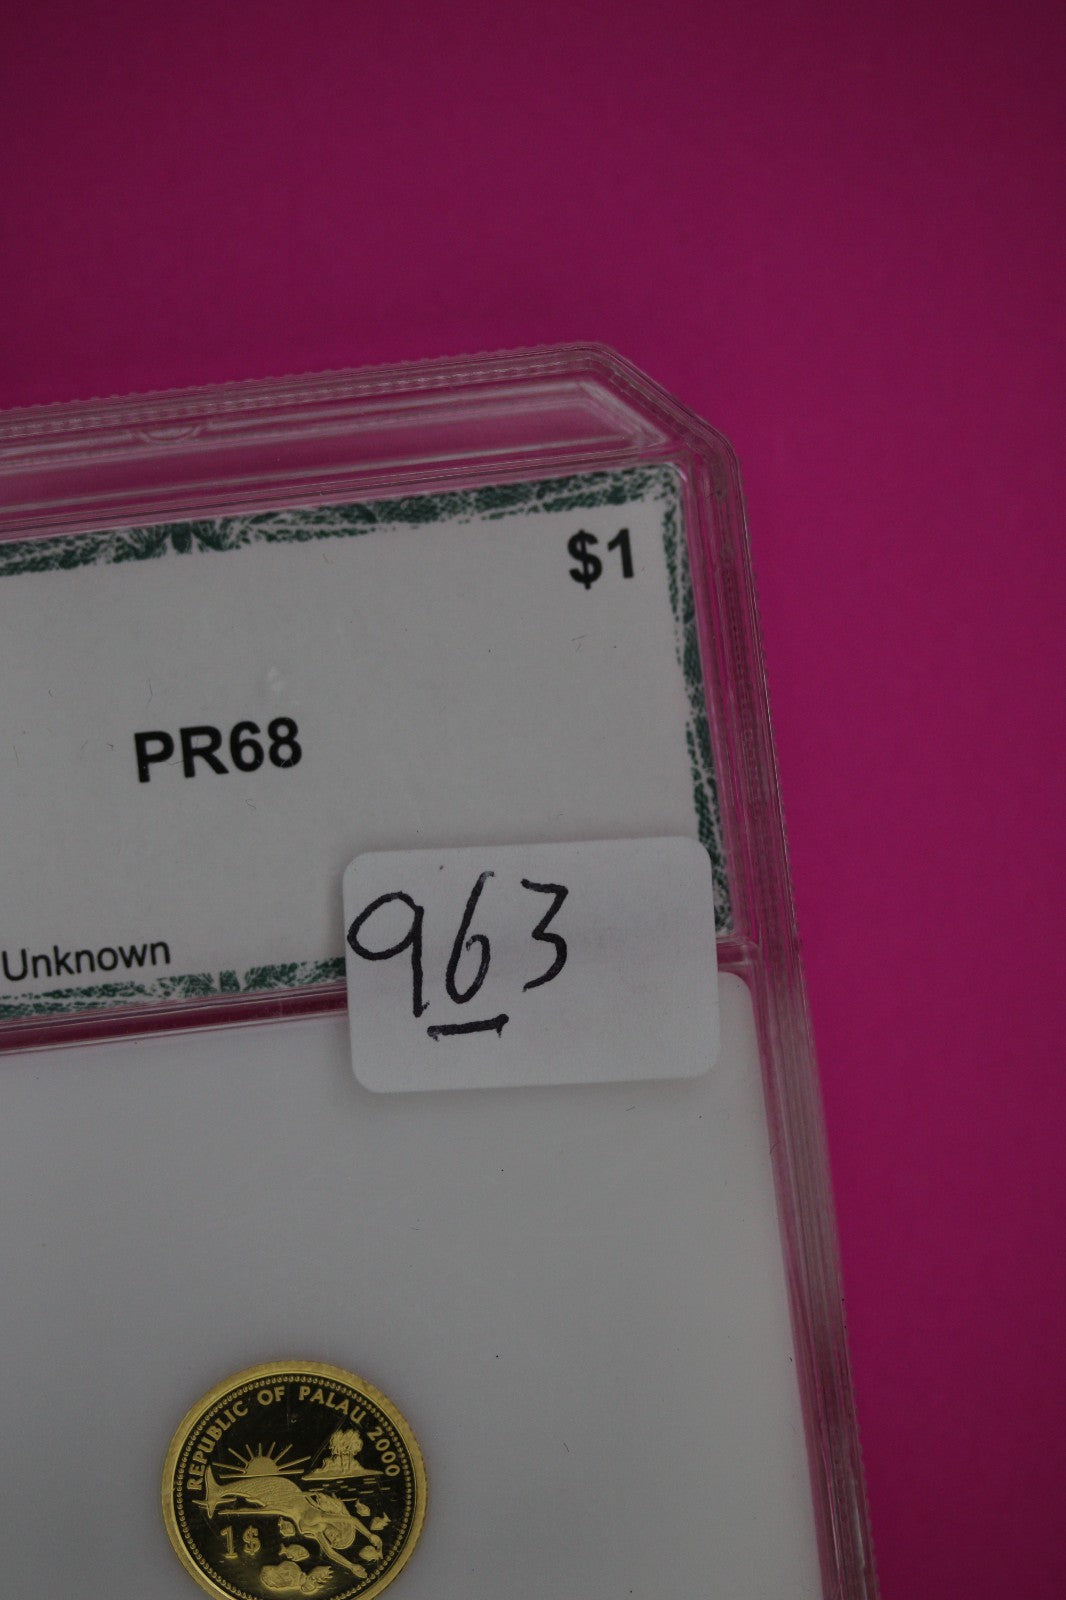 $1
PR68
Unknown
963
REPUBLIC OF PALAU 2000
1$